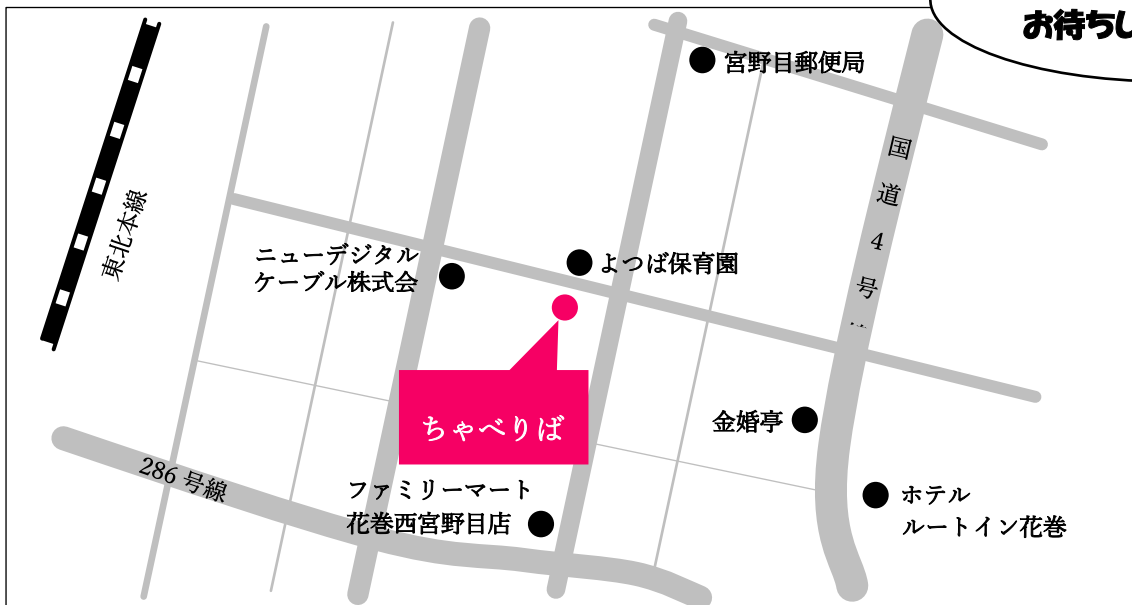 お待ちし
宮野目郵便局
国道4号
東北本線
ニューデジタル
ケーブル株式会
よつば保育園
ちゃべりば
金婚亭
286 号線
ファミリーマート
花巻西宮野目店
ホテル
ルートイン花巻